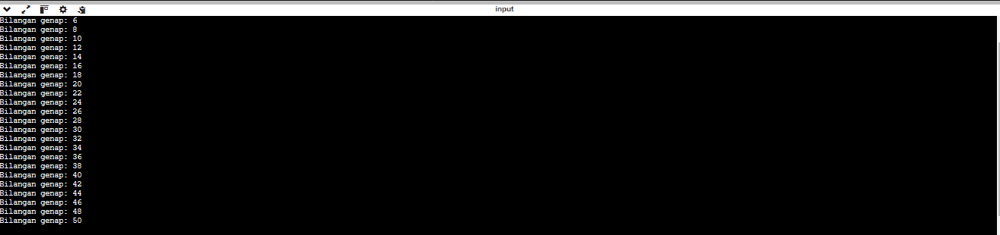 input
Bilangan genap: 6
Bilangan genap: 8
Bilangan genap: 10
Bilangan genap: 12
Bilangan genap: 14
Bilangan genap: 16
Bilangan genap: 18
Bilangan genap: 20
Bilangan genap: 22
Bilangan genap: 24
Bilangan genap: 26
Bilangan genap: 28
Bilangan genap: 30
Bilangan genap: 32
Bilangan genap: 34
Bilangan genap: 36
Bilangan genap: 38
Bilangan genap: 40
Bilangan genap: 42
Bilangan genap: 44
Bilangan genap: 46
Bilangan genap: 48
Bilangan genap: 50